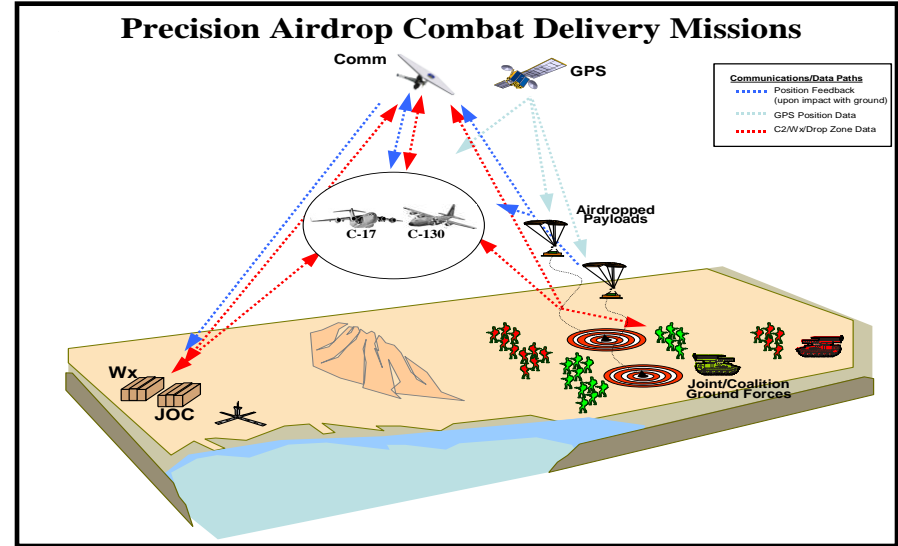 Precision Airdrop Combat Delivery Missions
Comm
GPS
Communications/Data Paths
Position Feedback
(upon impact with ground)
GPS Position Data
C2/Wx/Drop Zone Data
Airdropped
Payloads
C-17
C-130
Wx
JOC
Joint/Coalition
Ground Forces